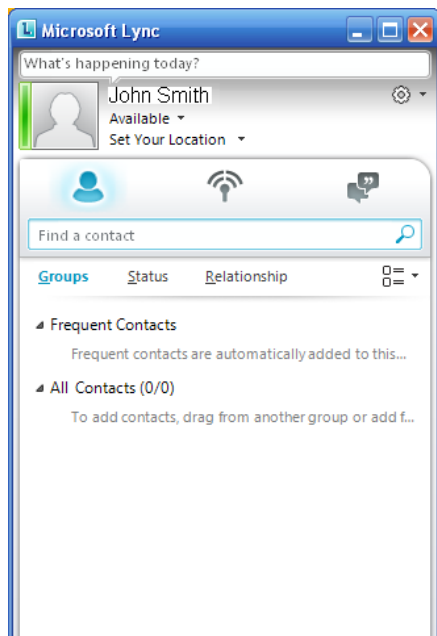 Microsoft Lync
What's happening today?
John Smith
Available
Set Your Location
Find a contact
Groups Status Relationship
Frequent Contacts
Frequent contacts are automatically added to this...
All Contacts (0/0)
To add contacts, drag from another group or add f...